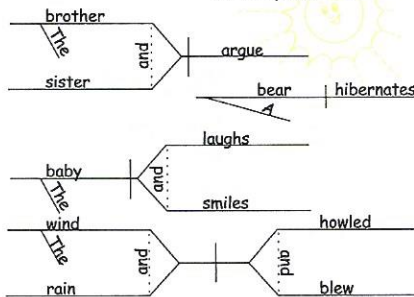 brother
The
and
argue
sister
bear hibernates
A
laughs
baby
and
The
smiles
wind howled
The
and
and
rain blew